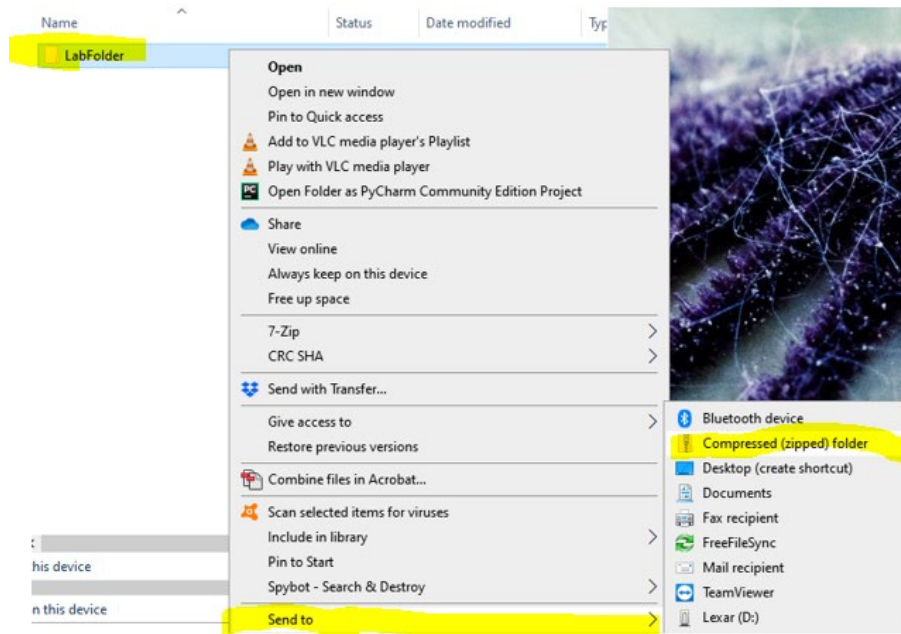 Name Status Date modified Typ
LabFolder
Open
Open in new window
Pin to Quick access
Add to VLC media player's Playlist
Play with VLC media player
PC Open Folder as PyCharm Community Edition Project
Share
View online
Always keep on this device
Free up space
7-Zip
CRC SHA
Send with Transfer...
Give access to
Restore previous versions
Combine files in Acrobat...
Scan selected items for viruses
Include in library
Pin to Start
Spybot - Search & Destroy
Send to
his device
n this device
Bluetooth device
Compressed (zipped) folder
Desktop (create shortcut)
Documents
Fax recipient
FreeFileSync
Mail recipient
TeamViewer
Lexar (D:)